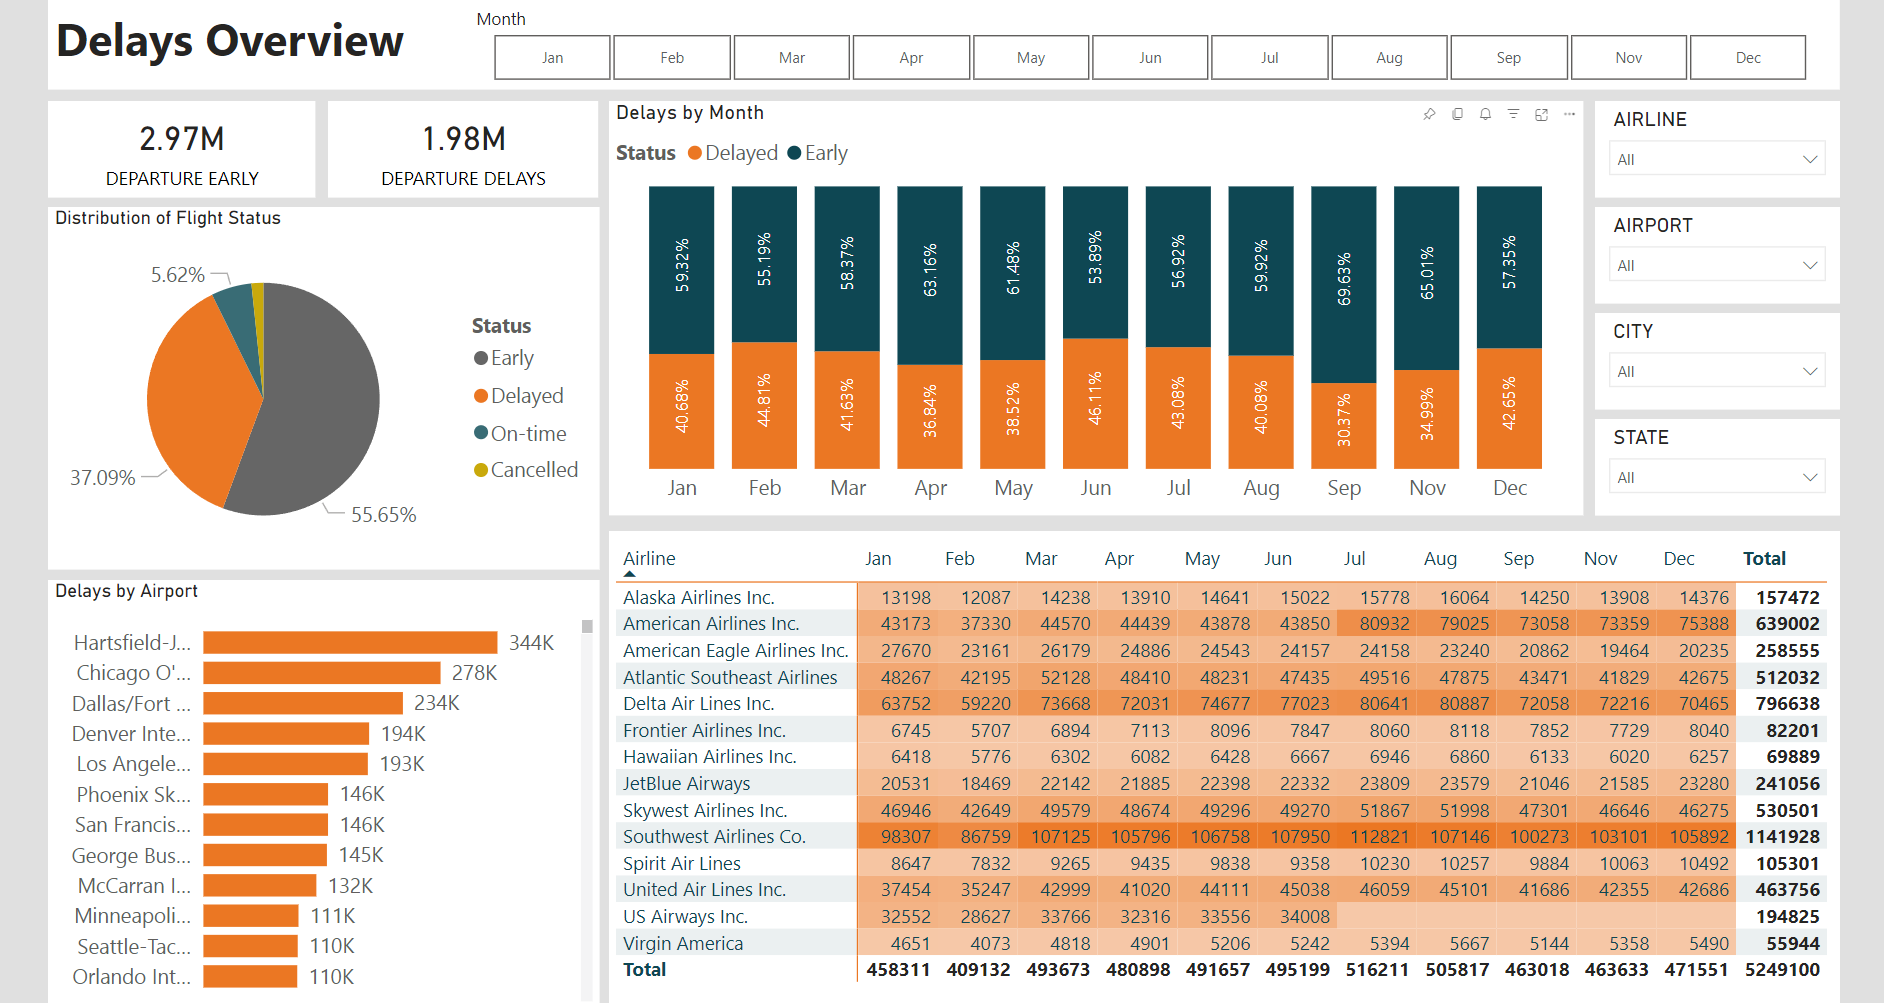 Delays Overview
Month
Jan Feb Mar Apr May Jun Jul Aug Sep Nov Dec
2.97M
DEPARTURE EARLY
1.98M
DEPARTURE DELAYS
Distribution of Flight Status
5.62%
37.09%
55.65%
Status
Early
Delayed
On-time
Cancelled
Delays by Airport
Hartsfield-J... 344K
Chicago O'... 278K
Dallas/Fort ... 234K
Denver Inte... 194K
Los Angele... 193K
Phoenix Sk... 146K
San Francis... 146K
George Bus... 145K
McCarran I... 132K
Minneapoli... 111K
Seattle-Tac... 110K
Orlando Int... 110K
Delays by Month
Status Delayed Early
59.32% 55.19% 58.37% 63.16% 61.48% 53.89% 56.92% 59.92% 69.63% 65.01% 57.35%
40.68% 44.81% 41.63% 36.84% 38.52% 46.11% 43.08% 40.08% 30.37% 34.99% 42.65%
Jan Feb Mar Apr May Jun Jul Aug Sep Nov Dec
AIRLINE
All
AIRPORT
All
CITY
All
STATE
All
Airline Jan Feb Mar Apr May Jun Jul Aug Sep Nov Dec Total
Alaska Airlines Inc. 13198 12087 14238 13910 14641 15022 15778 16064 14250 13908 14376 157472
American Airlines Inc. 43173 37330 44570 44439 43878 43850 80932 79025 73058 73359 75388 639002
American Eagle Airlines Inc. 27670 23161 26179 24886 24543 24157 24158 23240 20862 19464 20235 258555
Atlantic Southeast Airlines 48267 42195 52128 48410 48231 47435 49516 47875 43471 41829 42675 512032
Delta Air Lines Inc. 63752 59220 73668 72031 74677 77023 80641 80887 72058 72216 70465 796638
Frontier Airlines Inc. 6745 5707 6894 7113 8096 7847 8060 8118 7852 7729 8040 82201
Hawaiian Airlines Inc. 6418 5776 6302 6082 6428 6667 6946 6860 6133 6020 6257 69889
JetBlue Airways 20531 18469 22142 21885 22398 22332 23809 23579 21046 21585 23280 241056
Skywest Airlines Inc. 46946 42649 49579 48674 49296 49270 51867 51998 47301 46646 46275 530501
Southwest Airlines Co. 98307 86759 107125 105796 106758 107950 112821 107146 100273 103101 105892 1141928
Spirit Air Lines 8647 7832 9265 9435 9838 9358 10230 10257 9884 10063 10492 105301
United Air Lines Inc. 37454 35247 42999 41020 44111 45038 46059 45101 41686 42355 42686 463756
US Airways Inc. 32552 28627 33766 32316 33556 34008 194825
Virgin America 4651 4073 4818 4901 5206 5242 5394 5667 5144 5358 5490 55944
Total 458311 409132 493673 480898 491657 495199 516211 505817 463018 463633 471551 5249100